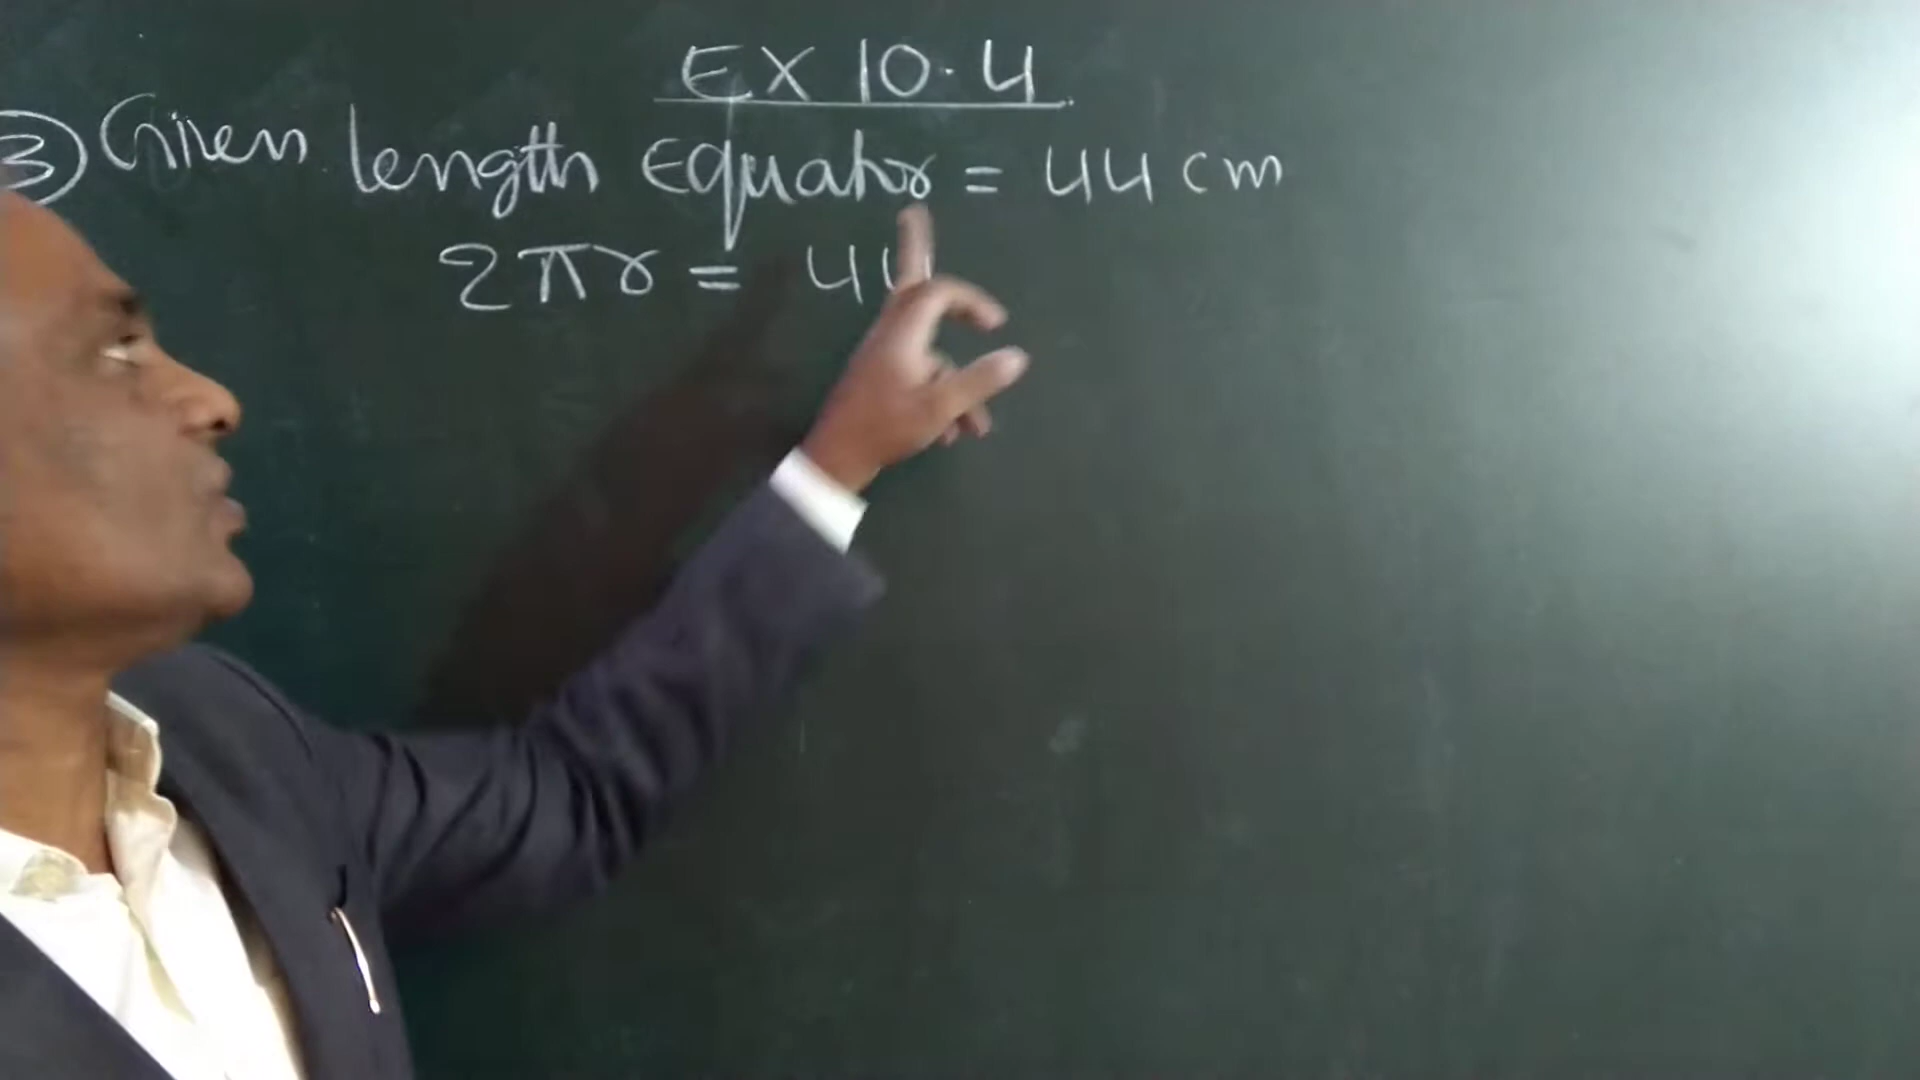 EX 10.4
③ Given length Equator = 44 cm
2πr = 44